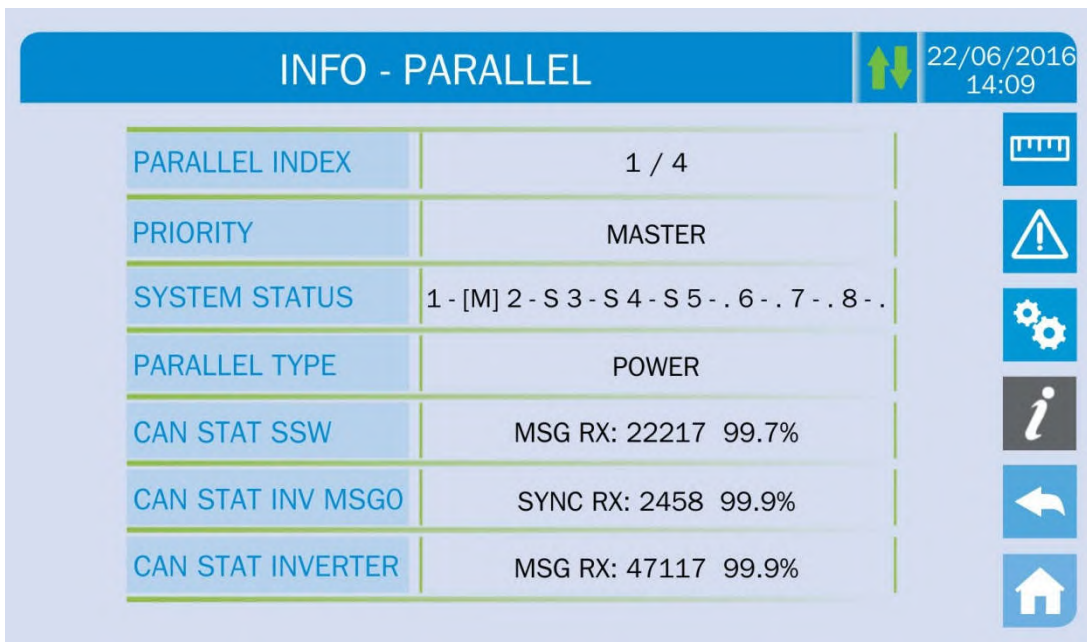 INFO - PARALLEL
22/06/2016
14:09
PARALLEL INDEX 1 / 4
PRIORITY MASTER
SYSTEM STATUS 1 - [M] 2 - S 3 - S 4 - S 5 - . 6 - . 7 - . 8 - .
PARALLEL TYPE POWER
CAN STAT SSW MSG RX: 22217 99.7%
CAN STAT INV MSG0 SYNC RX: 2458 99.9%
CAN STAT INVERTER MSG RX: 47117 99.9%